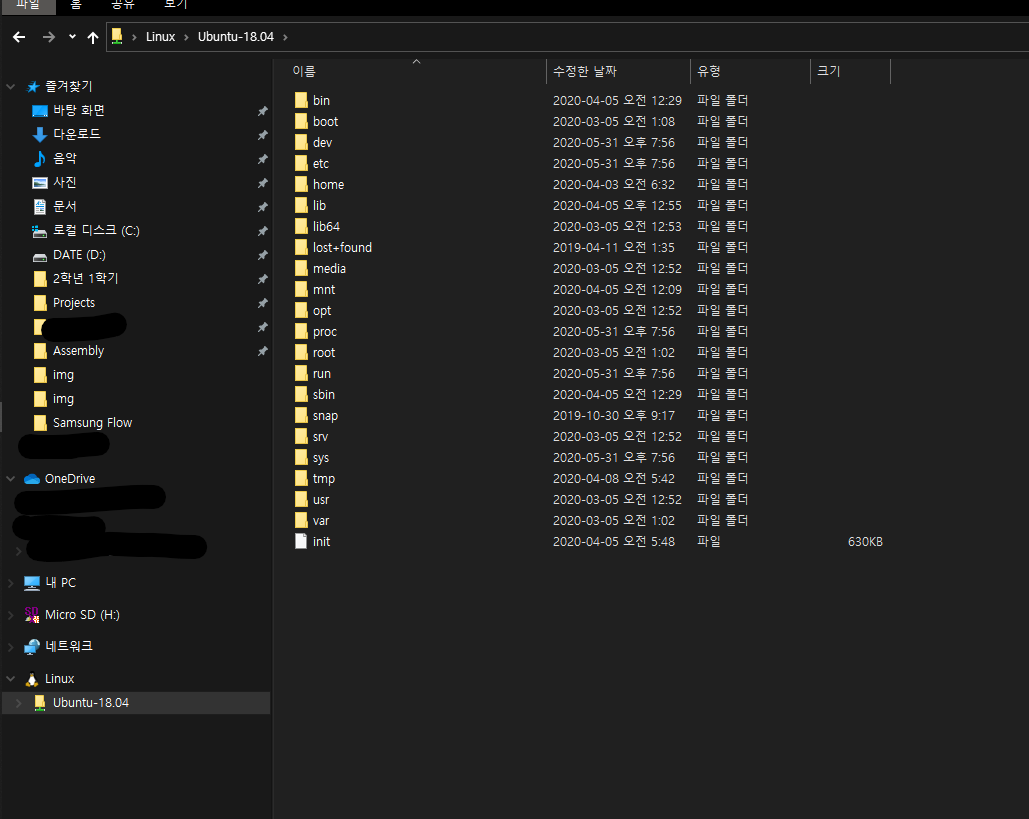 파일 홈 공유 보기
Linux Ubuntu-18.04
이름 수정한 날짜 유형 크기
즐겨찾기
바탕 화면
다운로드
음악
사진
문서
로컬 디스크 (C:)
DATE (D:)
2학년 1학기
Projects
Assembly
img
img
Samsung Flow
OneDrive
내 PC
Micro SD (H:)
네트워크
Linux
Ubuntu-18.04
bin 2020-04-05 오전 12:29 파일 폴더
boot 2020-03-05 오전 1:08 파일 폴더
dev 2020-05-31 오후 7:56 파일 폴더
etc 2020-05-31 오후 7:56 파일 폴더
home 2020-04-03 오전 6:32 파일 폴더
lib 2020-04-05 오후 12:55 파일 폴더
lib64 2020-03-05 오전 12:53 파일 폴더
lost+found 2019-04-11 오전 1:35 파일 폴더
media 2020-03-05 오전 12:52 파일 폴더
mnt 2020-04-05 오전 12:09 파일 폴더
opt 2020-03-05 오전 12:52 파일 폴더
proc 2020-05-31 오후 7:56 파일 폴더
root 2020-03-05 오전 1:02 파일 폴더
run 2020-05-31 오후 7:56 파일 폴더
sbin 2020-04-05 오전 12:29 파일 폴더
snap 2019-10-30 오후 9:17 파일 폴더
srv 2020-03-05 오전 12:52 파일 폴더
sys 2020-05-31 오후 7:56 파일 폴더
tmp 2020-04-08 오전 5:42 파일 폴더
usr 2020-03-05 오전 12:52 파일 폴더
var 2020-03-05 오전 1:02 파일 폴더
init 2020-04-05 오전 5:48 파일 630KB